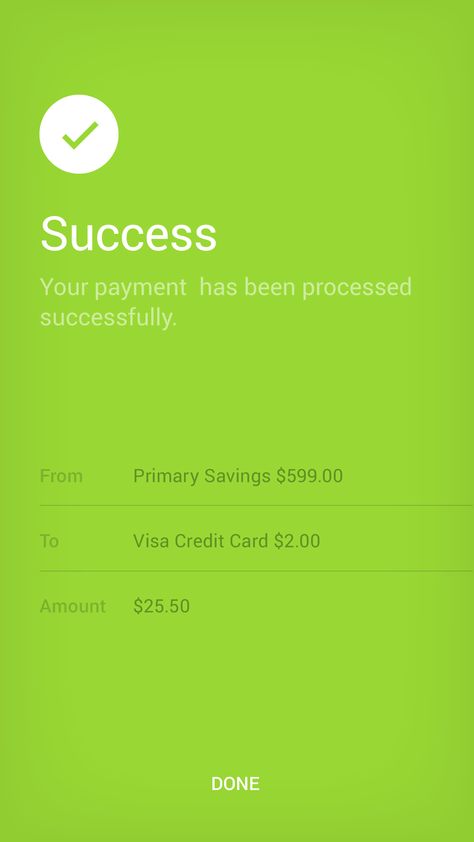 Success
Your payment  has been processed
successfully.
From Primary Savings $599.00
To Visa Credit Card $2.00
Amount $25.50
DONE